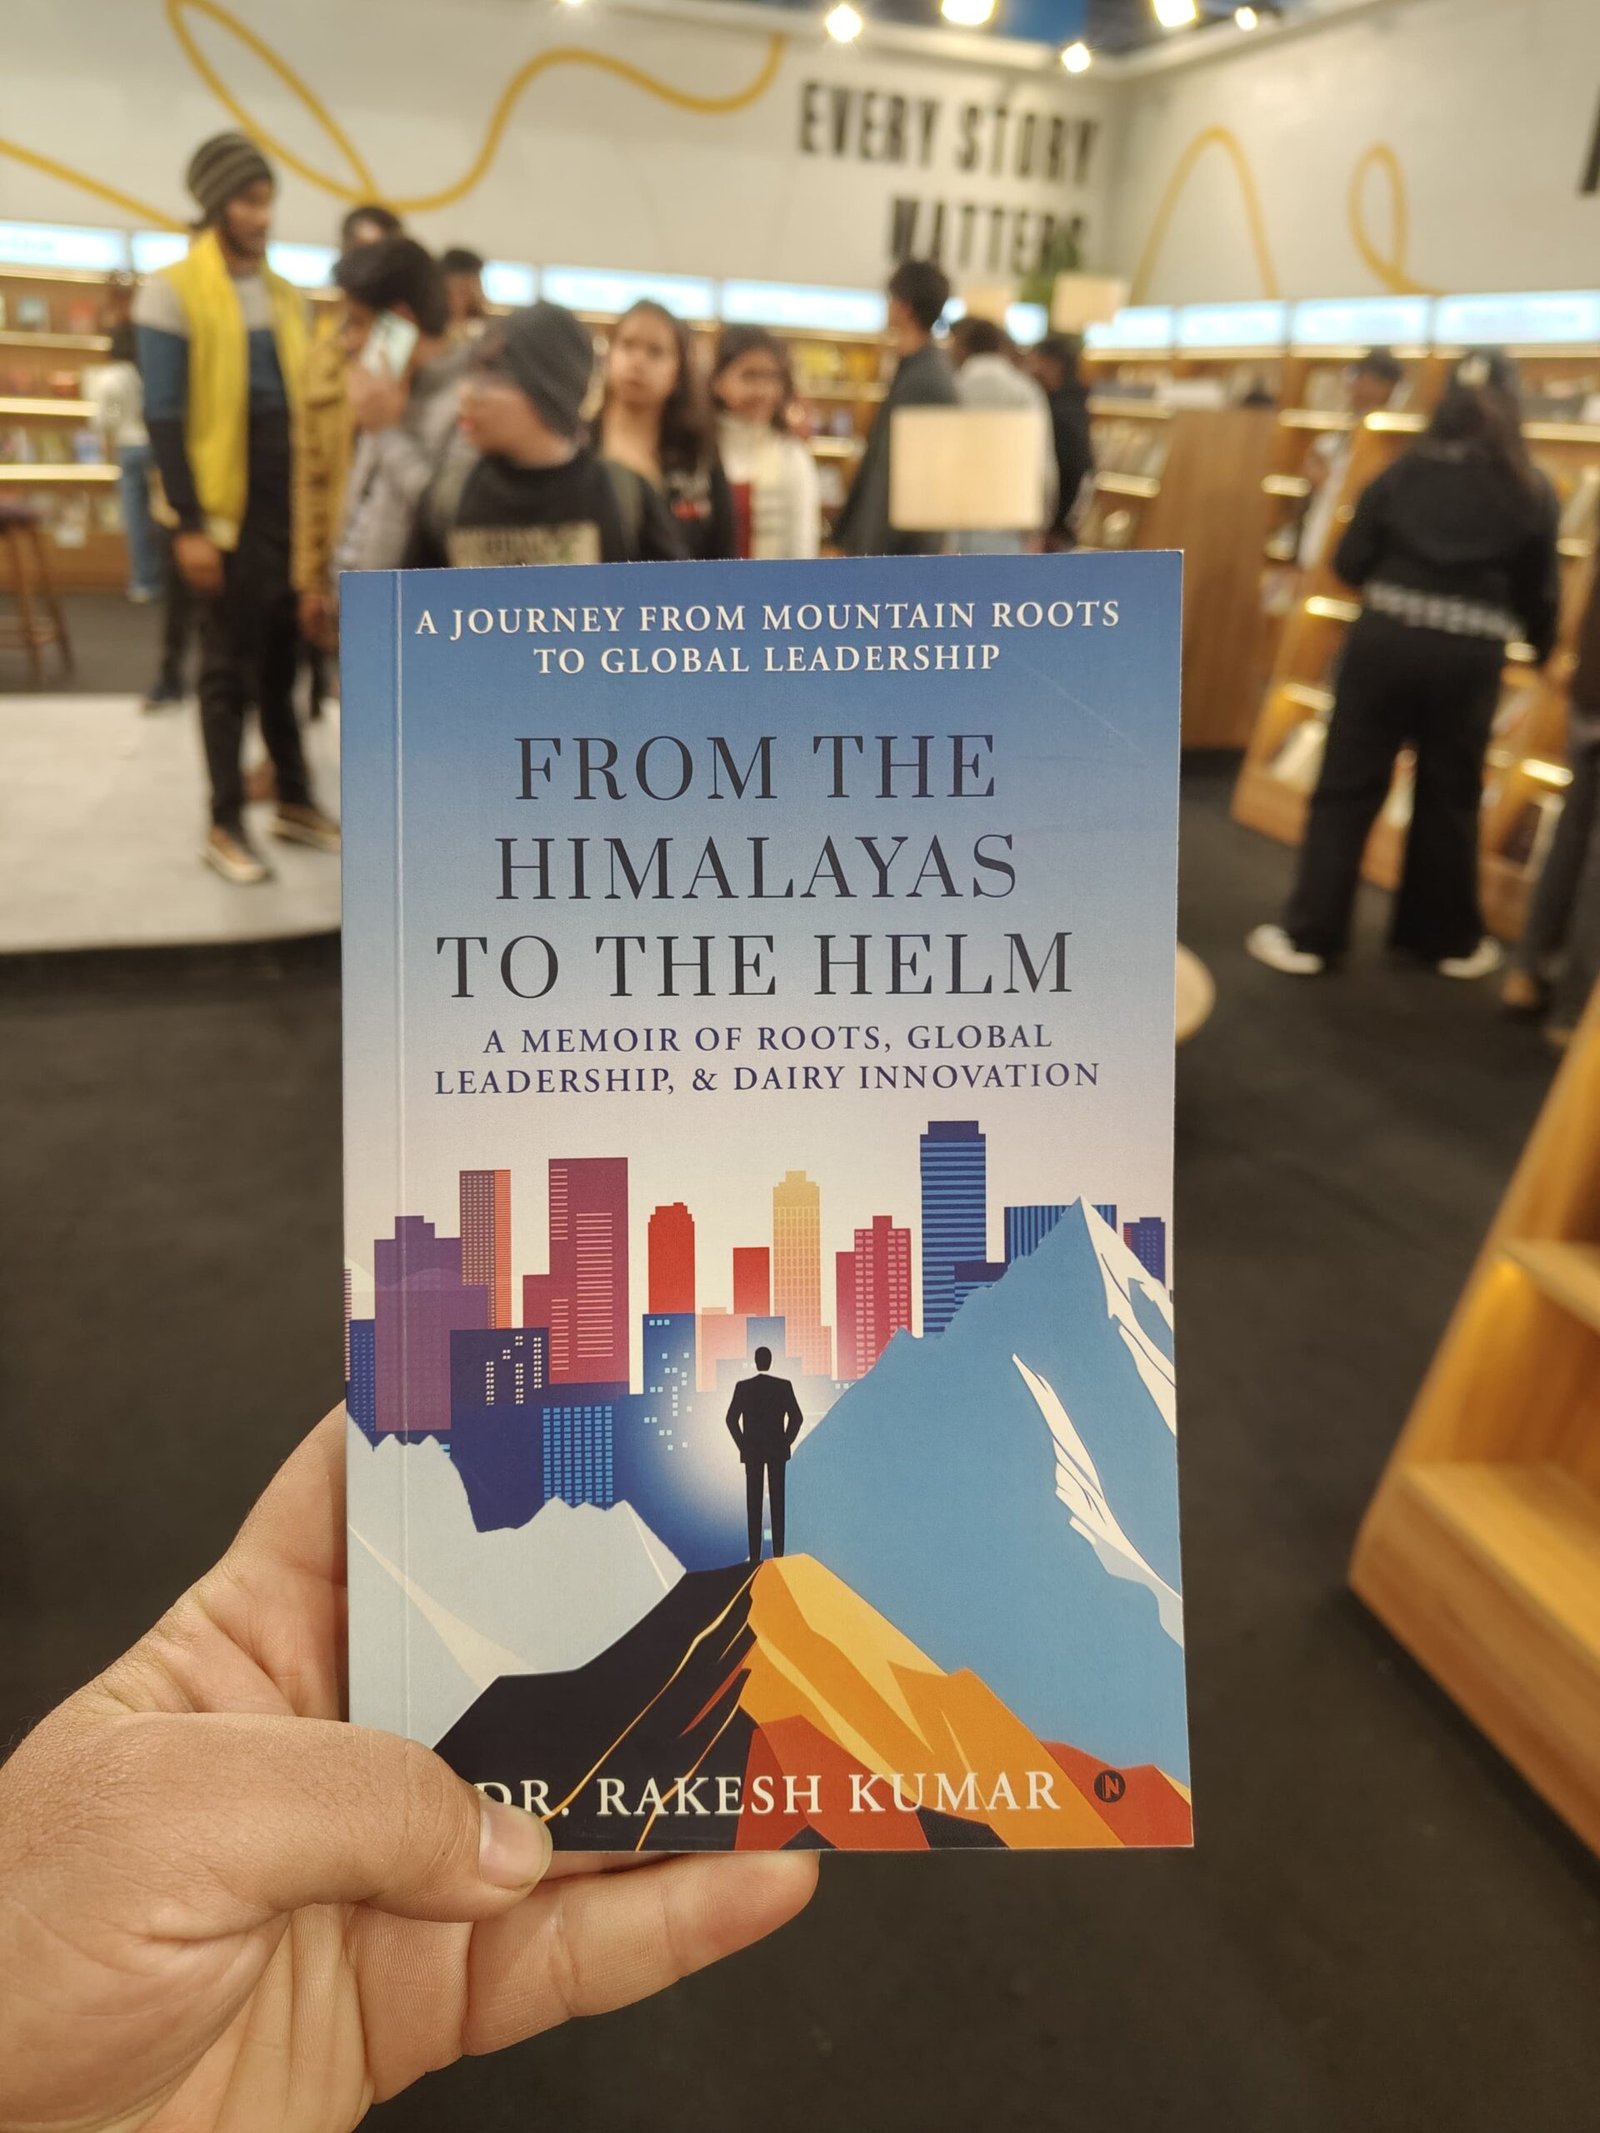 EVERY STORY
MATTERS
A JOURNEY FROM MOUNTAIN ROOTS
TO GLOBAL LEADERSHIP
FROM THE
HIMALAYAS
TO THE HELM
A MEMOIR OF ROOTS, GLOBAL
LEADERSHIP, & DAIRY INNOVATION
DR. RAKESH KUMAR
N